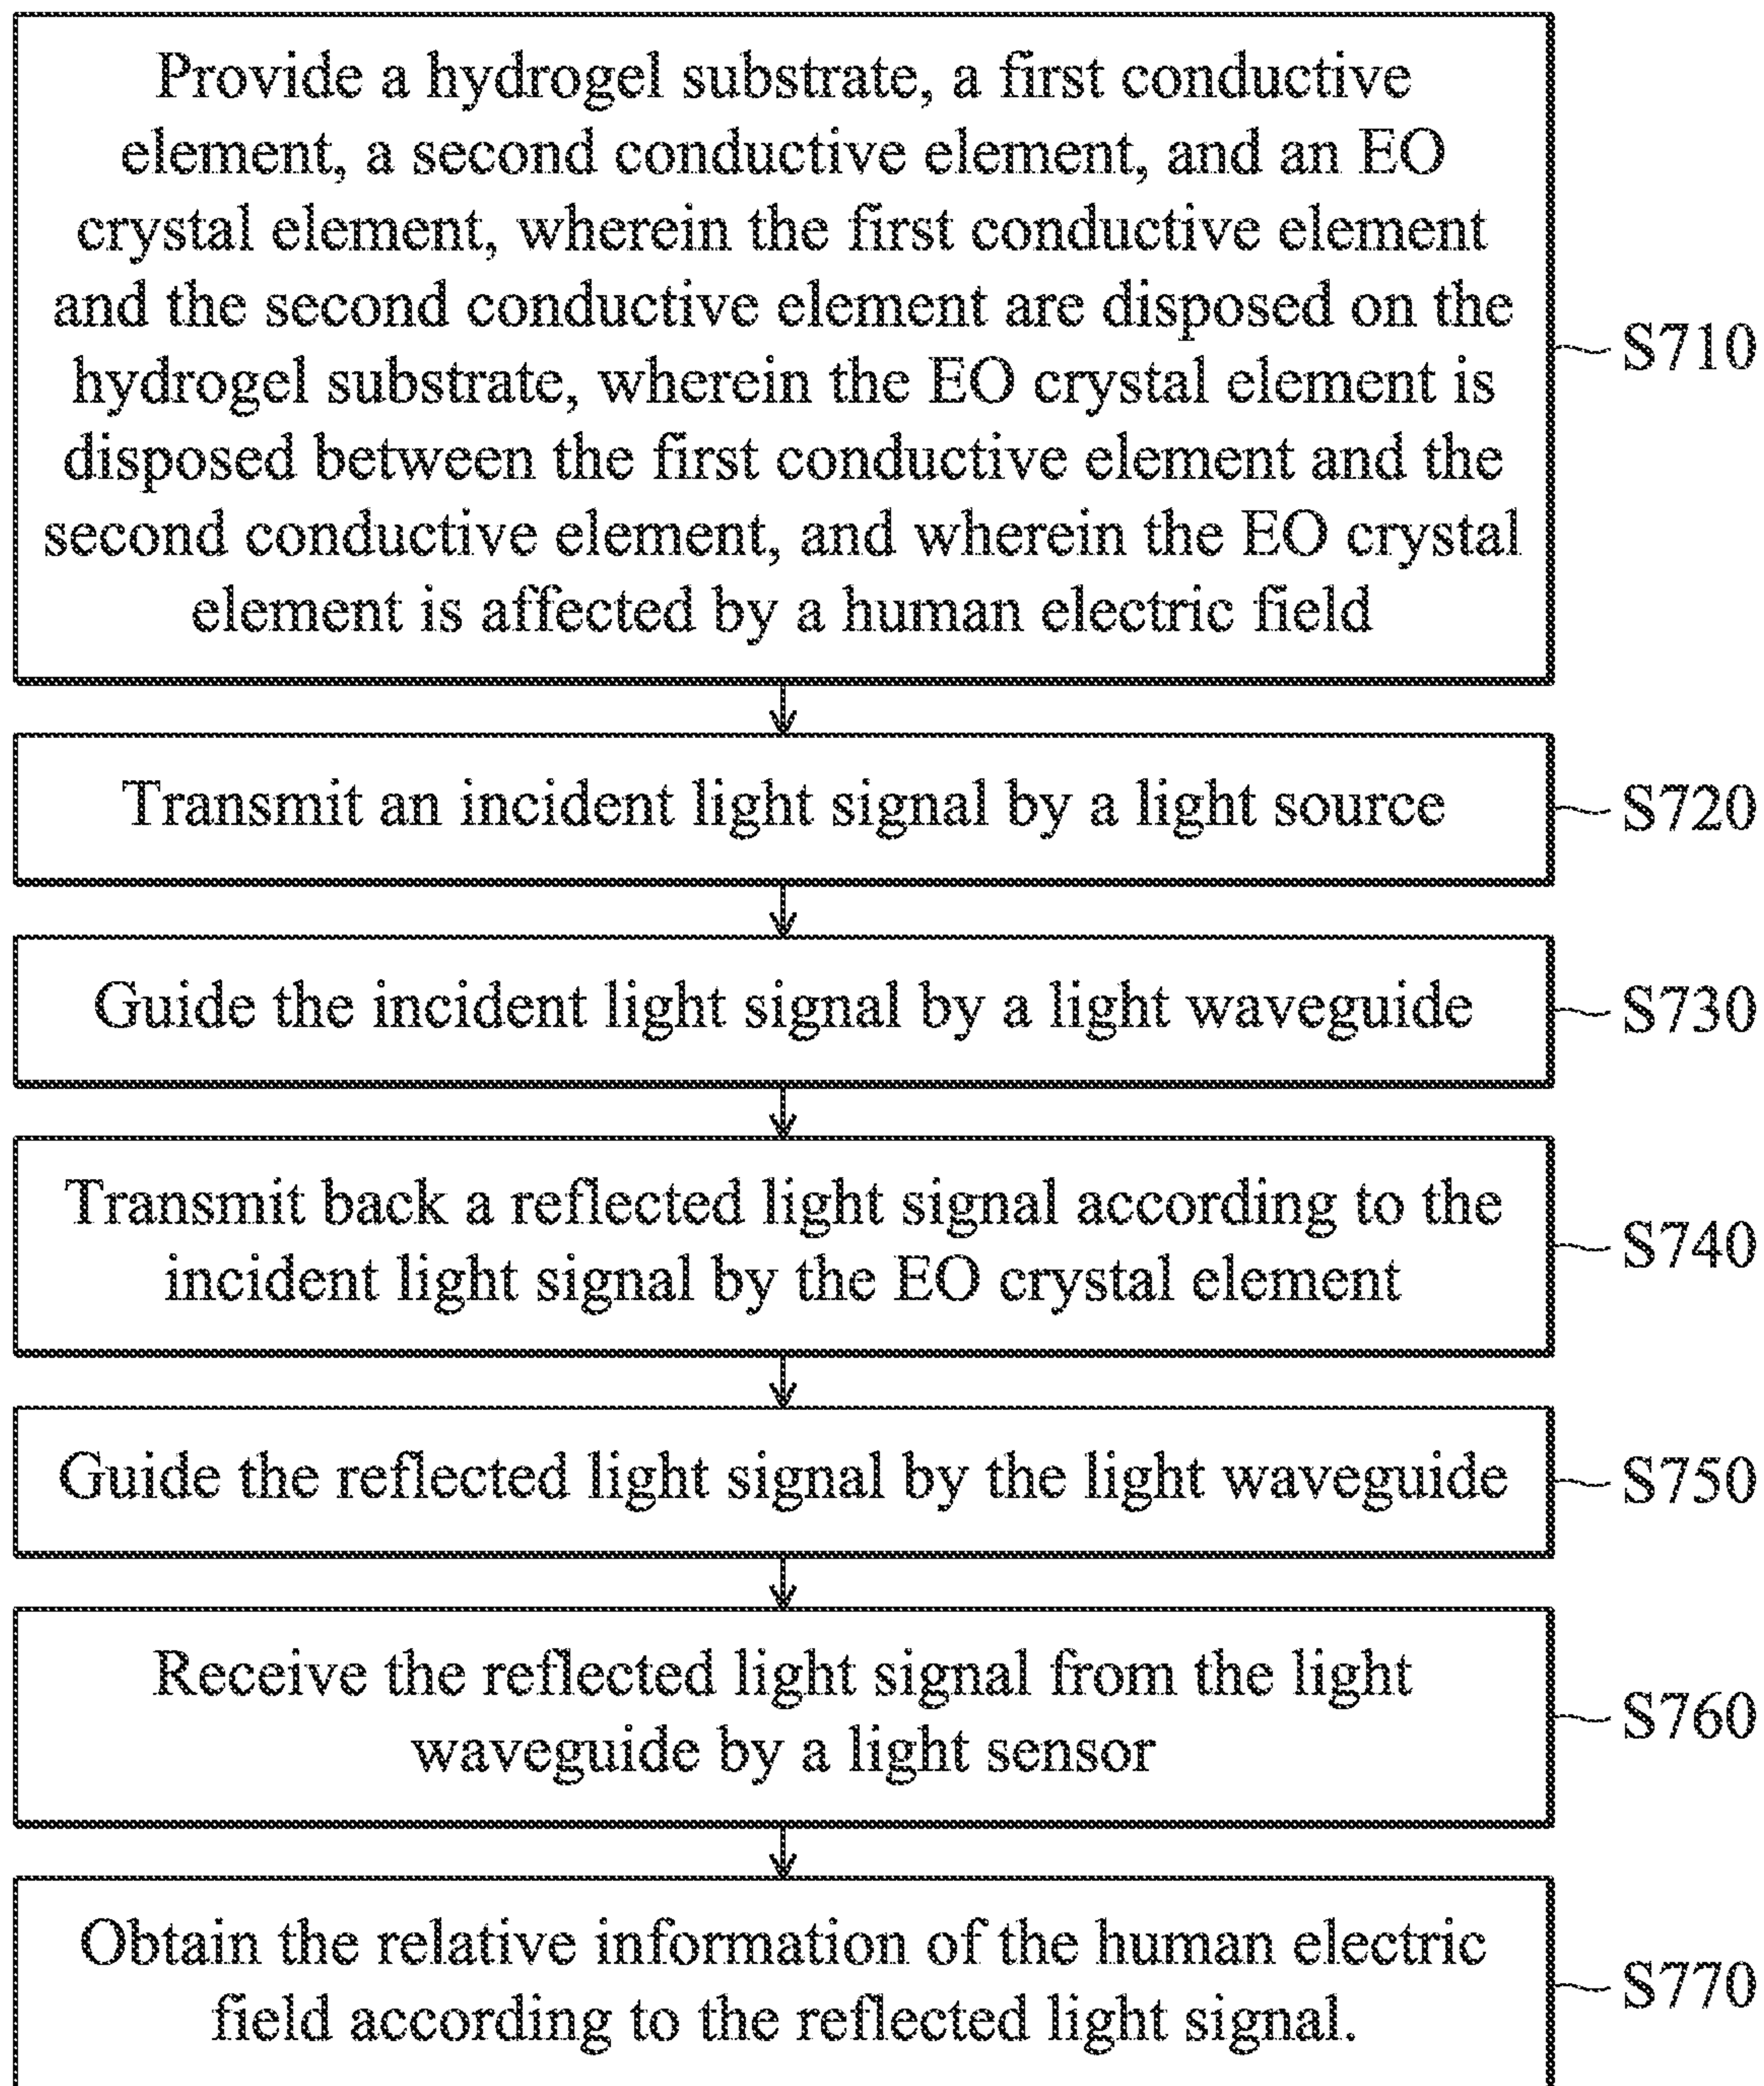 Provide a hydrogel substrate, a first conductive
element, a second conductive element, and an EO
crystal element, wherein the first conductive element
and the second conductive element are disposed on the
hydrogel substrate, wherein the EO crystal element is
disposed between the first conductive element and the
second conductive element, and wherein the EO crystal
element is affected by a human electric field
S710
Transmit an incident light signal by a light source
S720
Guide the incident light signal by a light waveguide
S730
Transmit back a reflected light signal according to the
incident light signal by the EO crystal element
S740
Guide the reflected light signal by the light waveguide
S750
Receive the reflected light signal from the light
waveguide by a light sensor
S760
Obtain the relative information of the human electric
field according to the reflected light signal.
S770